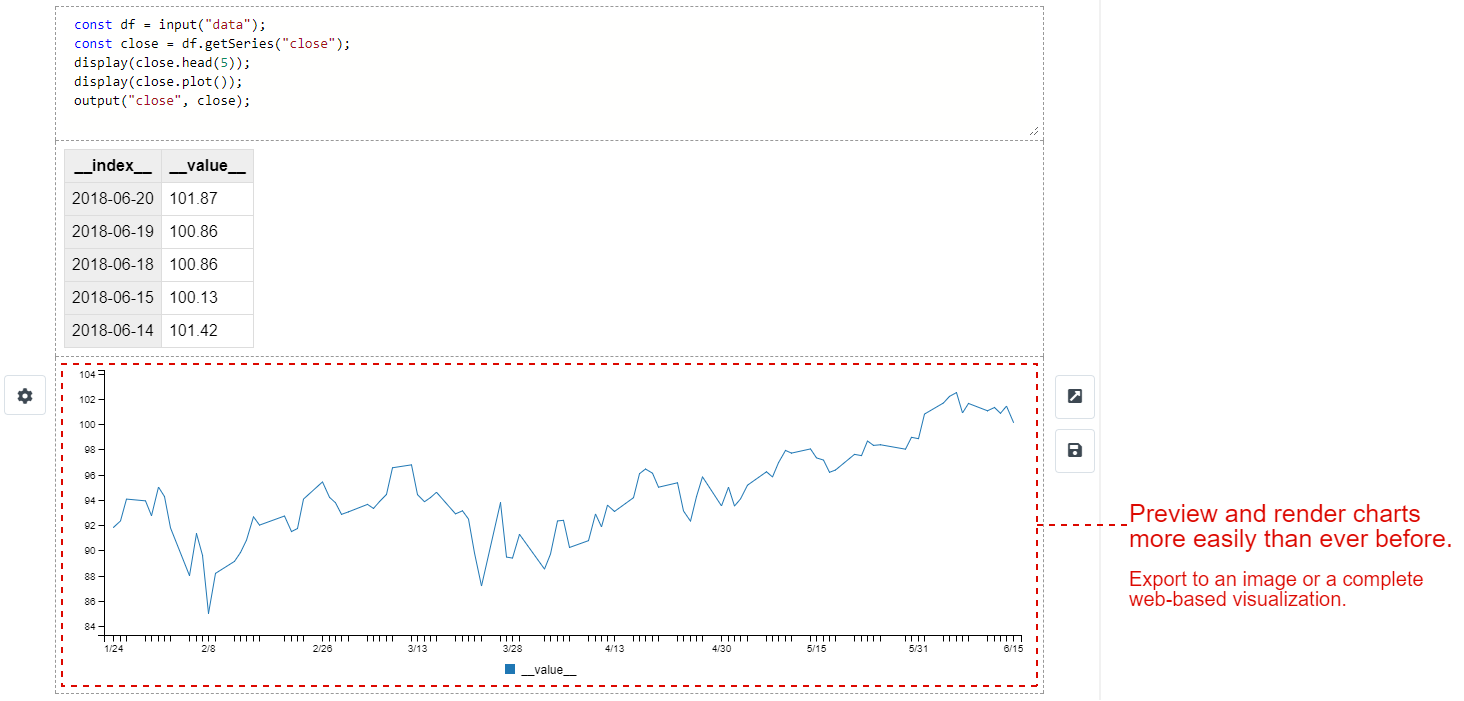 const df = input("data");
const close = df.getSeries("close");
display(close.head(5));
display(close.plot());
output("close", close);
__index__ __value__
2018-06-20 101.87
2018-06-19 100.86
2018-06-18 100.86
2018-06-15 100.13
2018-06-14 101.42
104
102
100
98
96
94
92
90
88
86
84
1/24 2/8 2/26 3/13 3/28 4/13 4/30 5/15 5/31 6/15
__value__
Preview and render charts
more easily than ever before.
Export to an image or a complete
web-based visualization.